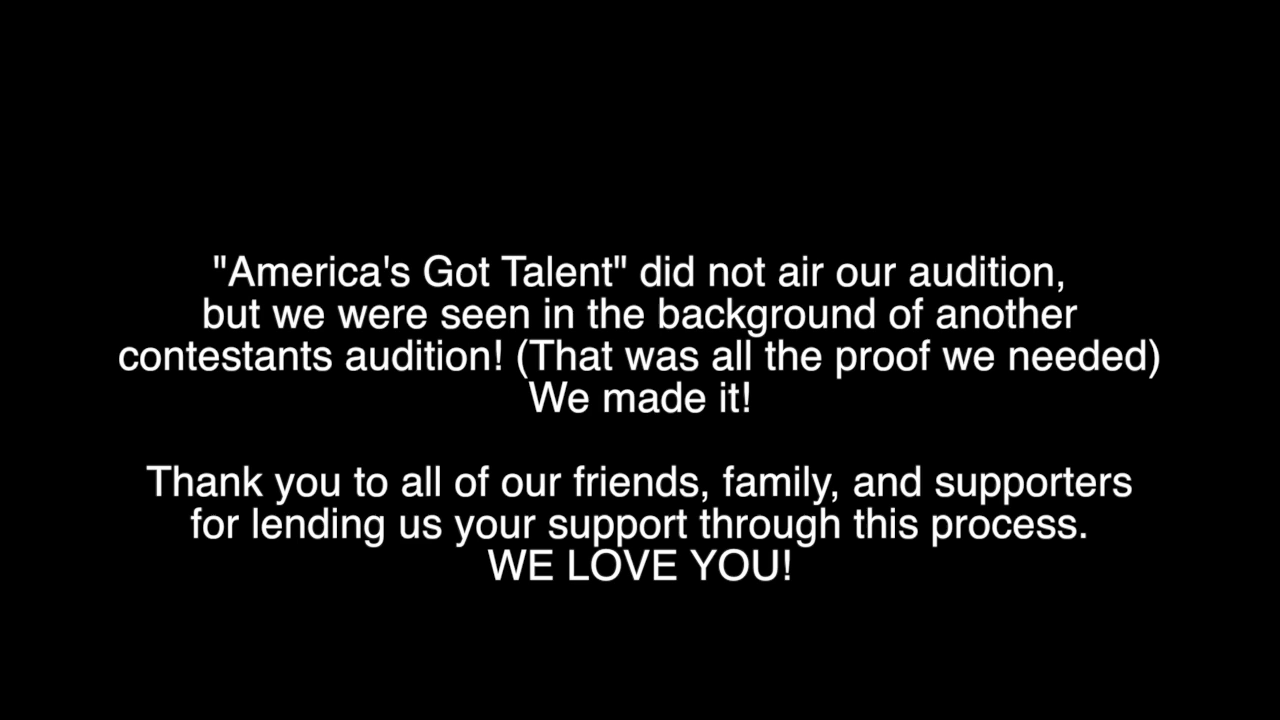 "America's Got Talent" did not air our audition,
but we were seen in the background of another
contestants audition! (That was all the proof we needed)
We made it!
Thank you to all of our friends, family, and supporters
for lending us your support through this process.
WE LOVE YOU!